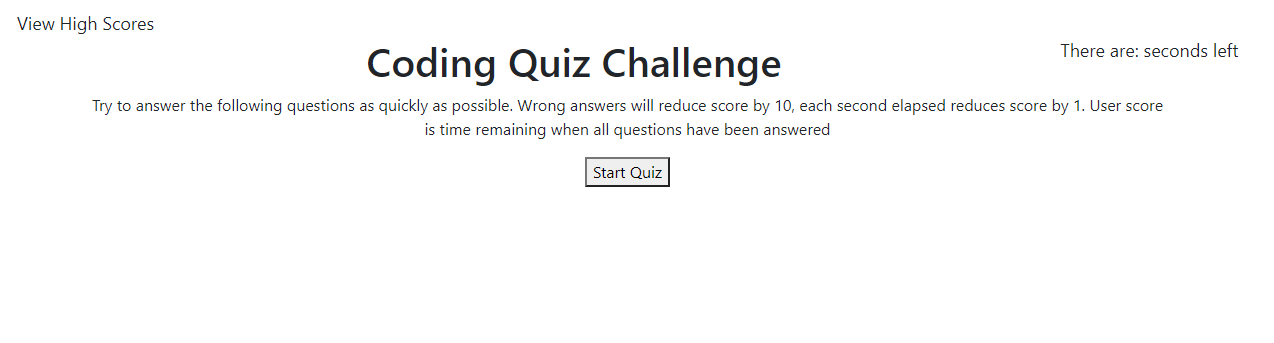 View High Scores
There are: seconds left
Coding Quiz Challenge
Try to answer the following questions as quickly as possible. Wrong answers will reduce score by 10, each second elapsed reduces score by 1. User score
is time remaining when all questions have been answered
Start Quiz